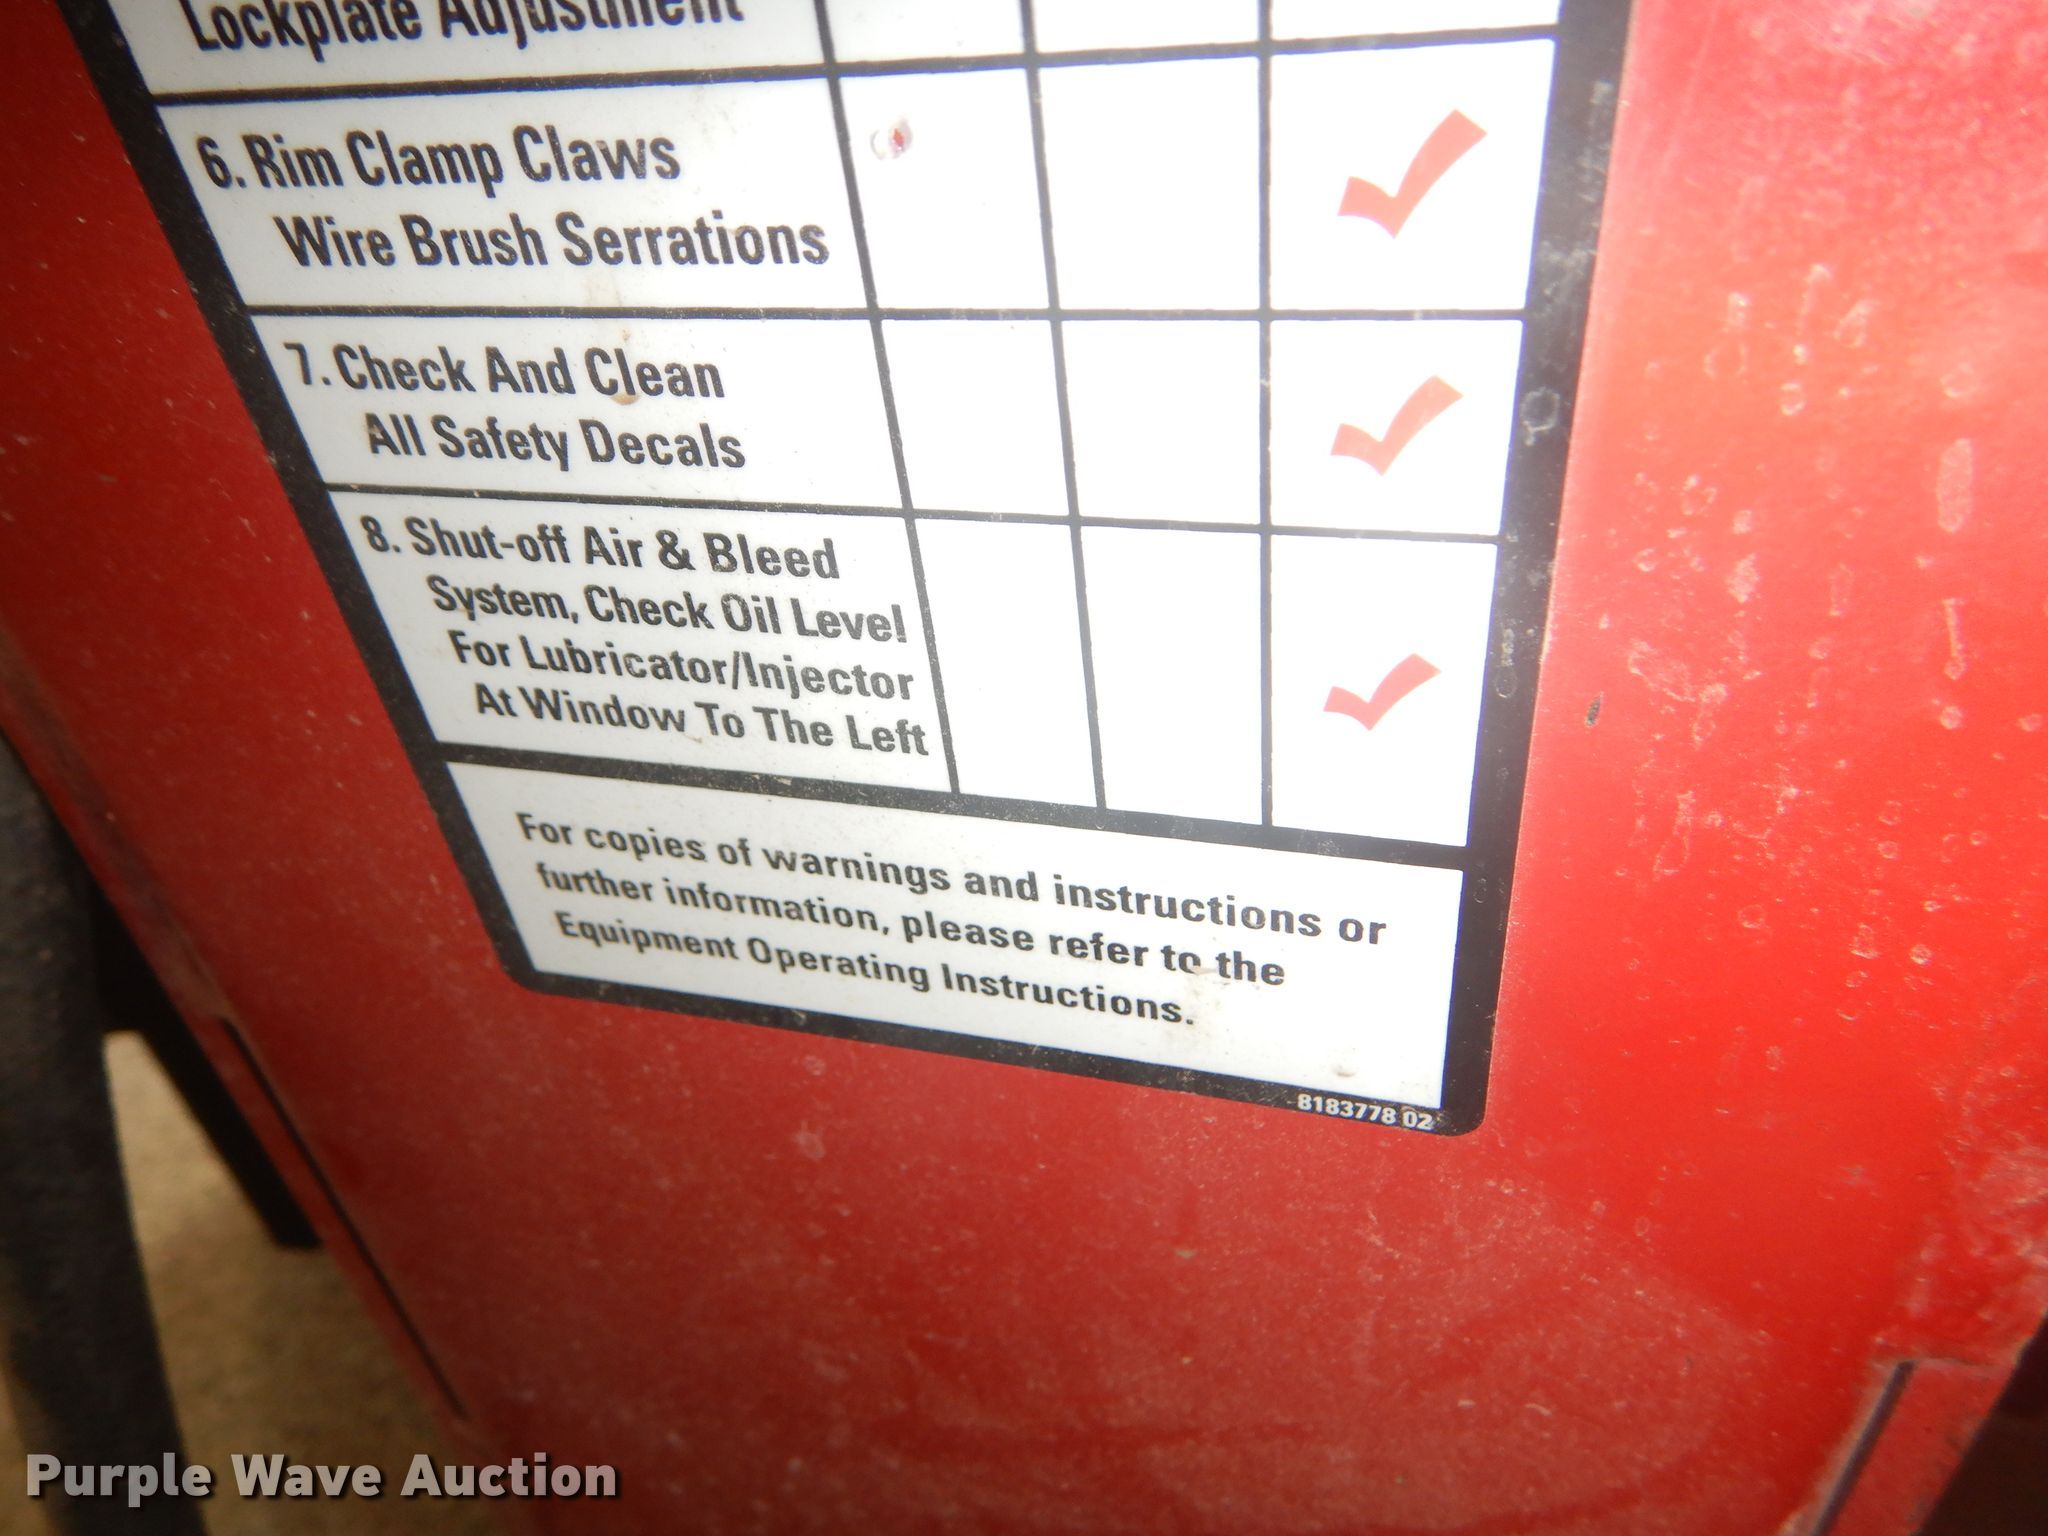 Lockplate Adjustment
6. Rim Clamp Claws
Wire Brush Serrations
7. Check And Clean
All Safety Decals
8. Shut-off Air & Bleed
System, Check Oil Level
For Lubricator/Injector
At Window To The Left
For copies of warnings and instructions or
further information, please refer to the
Equipment Operating Instructions.
8183778 02
Purple Wave Auction